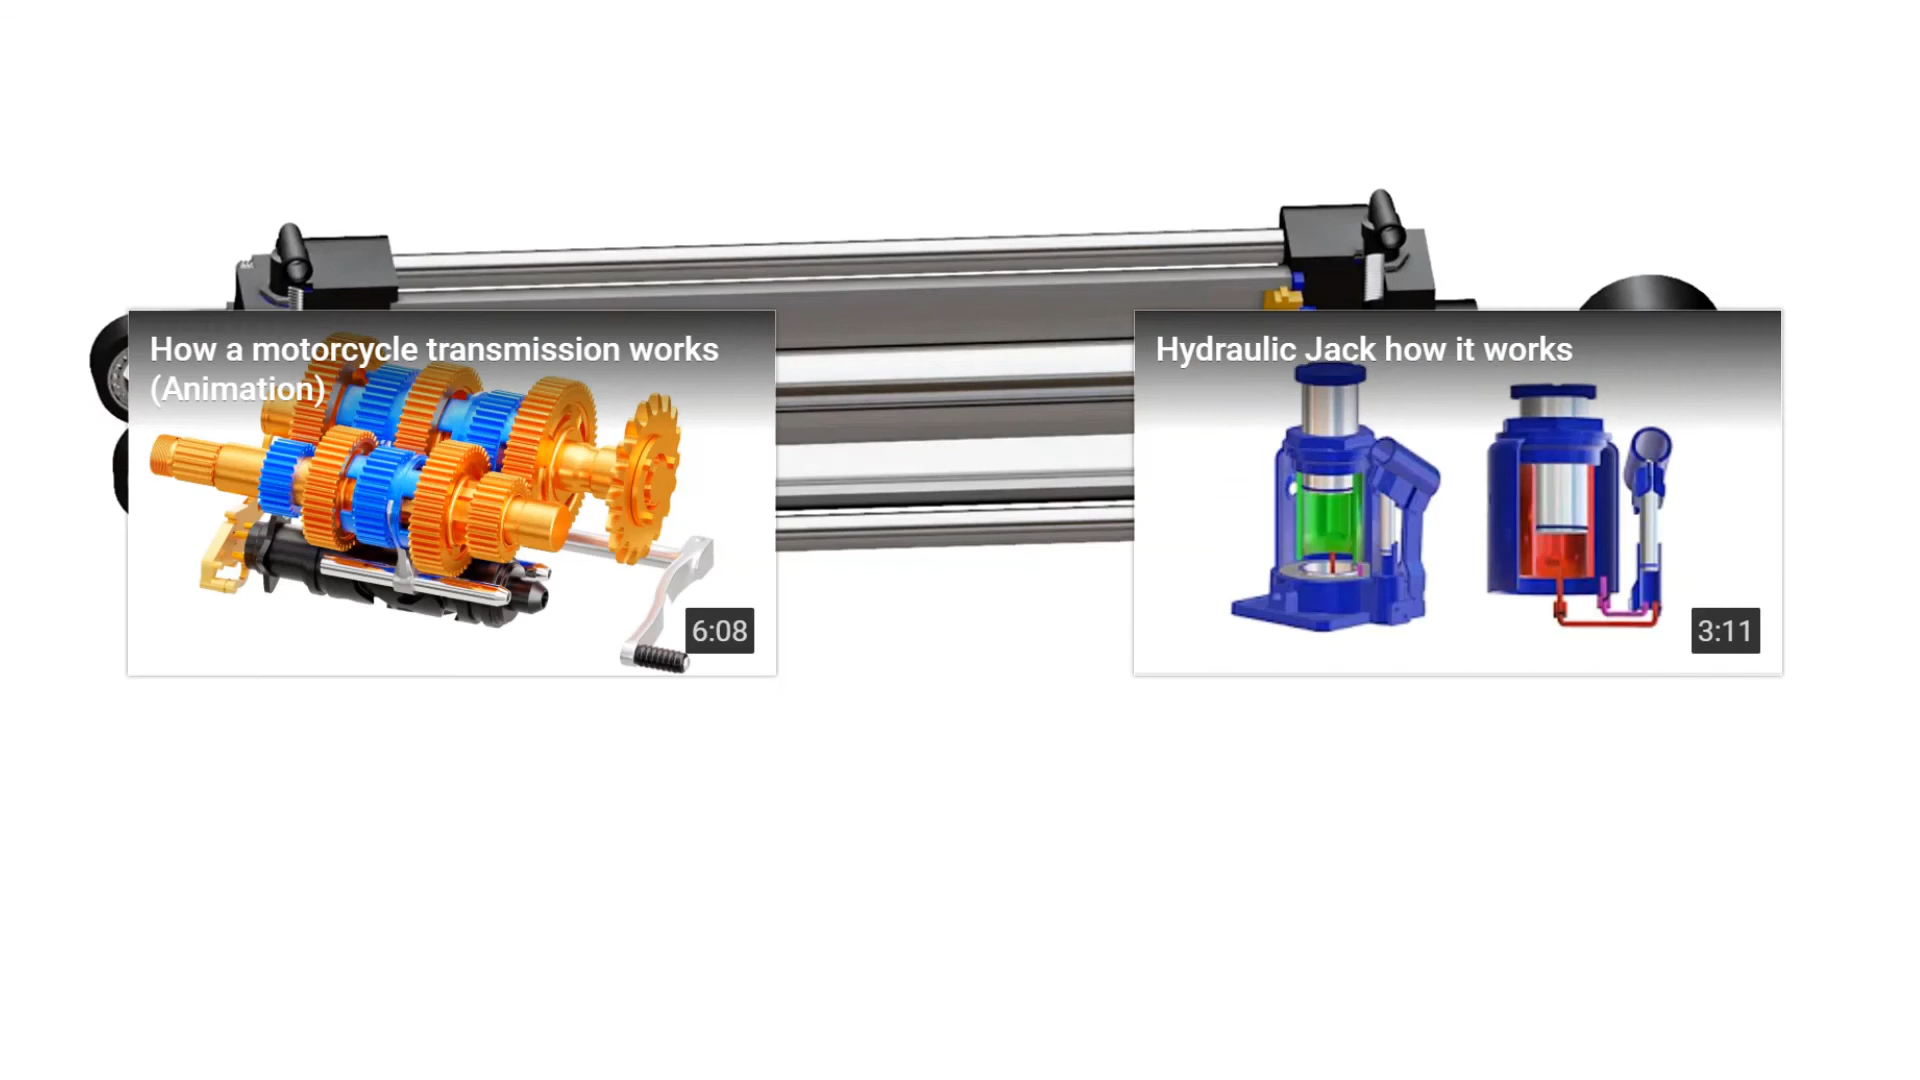 How a motorcycle transmission works
(Animation)
6:08
Hydraulic Jack how it works
3:11